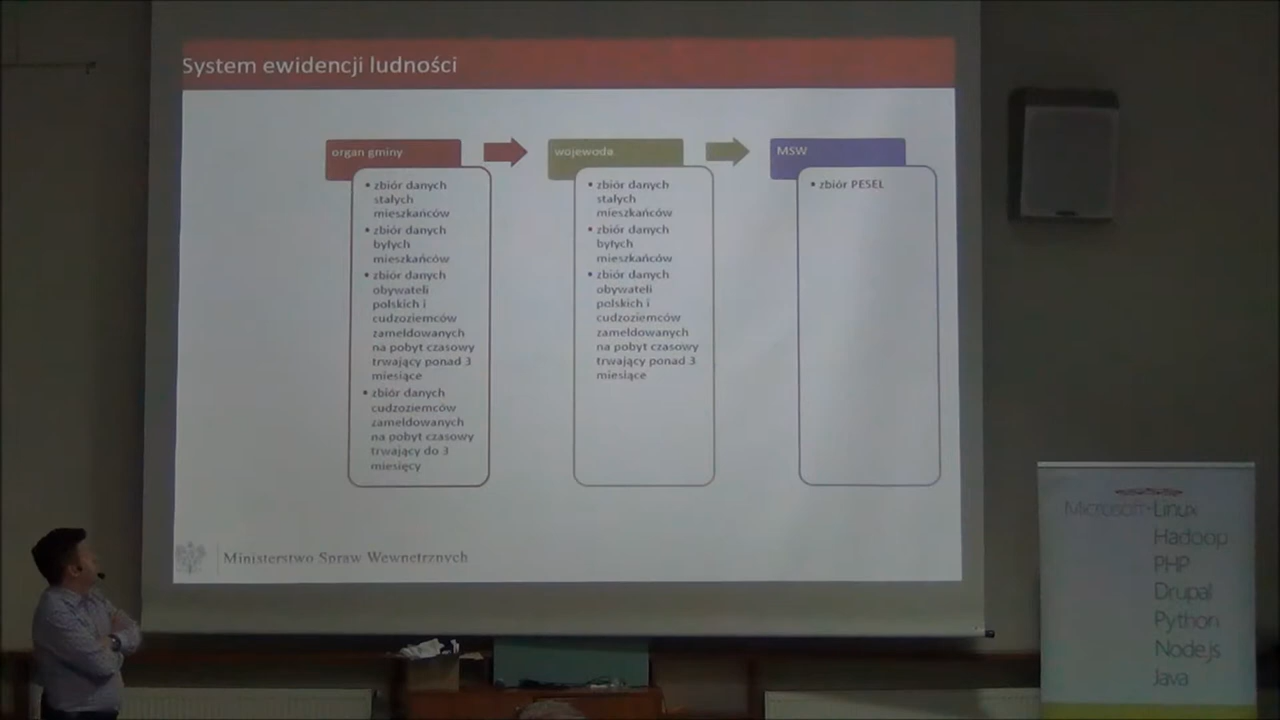 System ewidencji ludności
organ gminy
• zbiór danych
stałych
mieszkańców
• zbiór danych
byłych
mieszkańców
• zbiór danych
obywateli
polskich i
cudzoziemców
zameldowanych
na pobyt czasowy
trwający ponad 3
miesiące
• zbiór danych
cudzoziemców
zameldowanych
na pobyt czasowy
trwający do 3
miesięcy
wojewoda
• zbiór danych
stałych
mieszkańców
• zbiór danych
byłych
mieszkańców
• zbiór danych
obywateli
polskich i
cudzoziemców
zameldowanych
na pobyt czasowy
trwający ponad 3
miesiące
MSW
• zbiór PESEL
Ministerstwo Spraw Wewnętrznych
Microsoft Linux
Hadoop
PHP
Drupal
Python
Node.js
Java